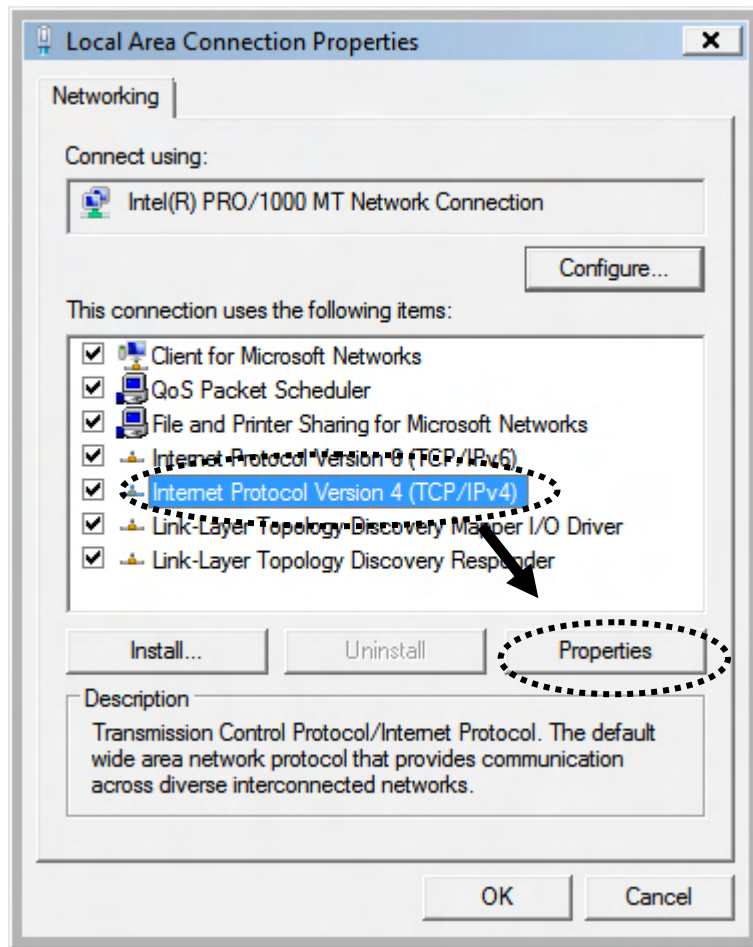 Local Area Connection Properties
Networking
Connect using:
Intel(R) PRO/1000 MT Network Connection
Configure...
This connection uses the following items:
Client for Microsoft Networks
QoS Packet Scheduler
File and Printer Sharing for Microsoft Networks
Internet Protocol Version 6 (TCP/IPv6)
Internet Protocol Version 4 (TCP/IPv4)
Link-Layer Topology Discovery Mapper I/O Driver
Link-Layer Topology Discovery Responder
Install... Uninstall Properties
Description
Transmission Control Protocol/Internet Protocol. The default
wide area network protocol that provides communication
across diverse interconnected networks.
OK Cancel